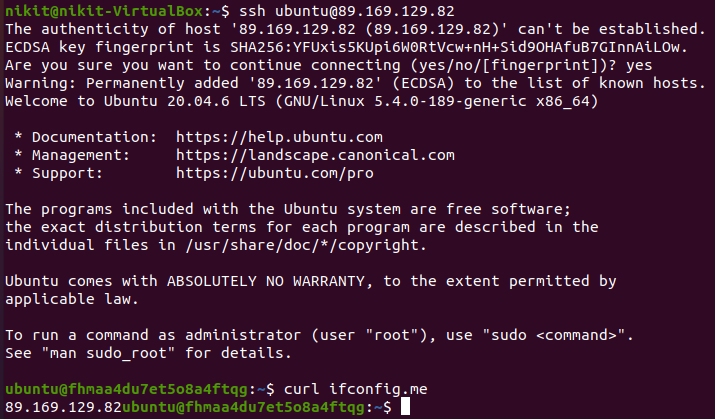 nikit@nikit-VirtualBox:~$ ssh ubuntu@89.169.129.82
The authenticity of host '89.169.129.82 (89.169.129.82)' can't be established.
ECDSA key fingerprint is SHA256:YFUxis5KUpi6W0RtVcw+nH+Sid9OHAfuB7GInnAiLOw.
Are you sure you want to continue connecting (yes/no/[fingerprint])? yes
Warning: Permanently added '89.169.129.82' (ECDSA) to the list of known hosts.
Welcome to Ubuntu 20.04.6 LTS (GNU/Linux 5.4.0-189-generic x86_64)
* Documentation:  https://help.ubuntu.com
* Management:     https://landscape.canonical.com
* Support:        https://ubuntu.com/pro
The programs included with the Ubuntu system are free software;
the exact distribution terms for each program are described in the
individual files in /usr/share/doc/*/copyright.
Ubuntu comes with ABSOLUTELY NO WARRANTY, to the extent permitted by
applicable law.
To run a command as administrator (user "root"), use "sudo <command>".
See "man sudo_root" for details.
ubuntu@fhmaa4du7et5o8a4ftqg:~$ curl ifconfig.me
89.169.129.82ubuntu@fhmaa4du7et5o8a4ftqg:~$